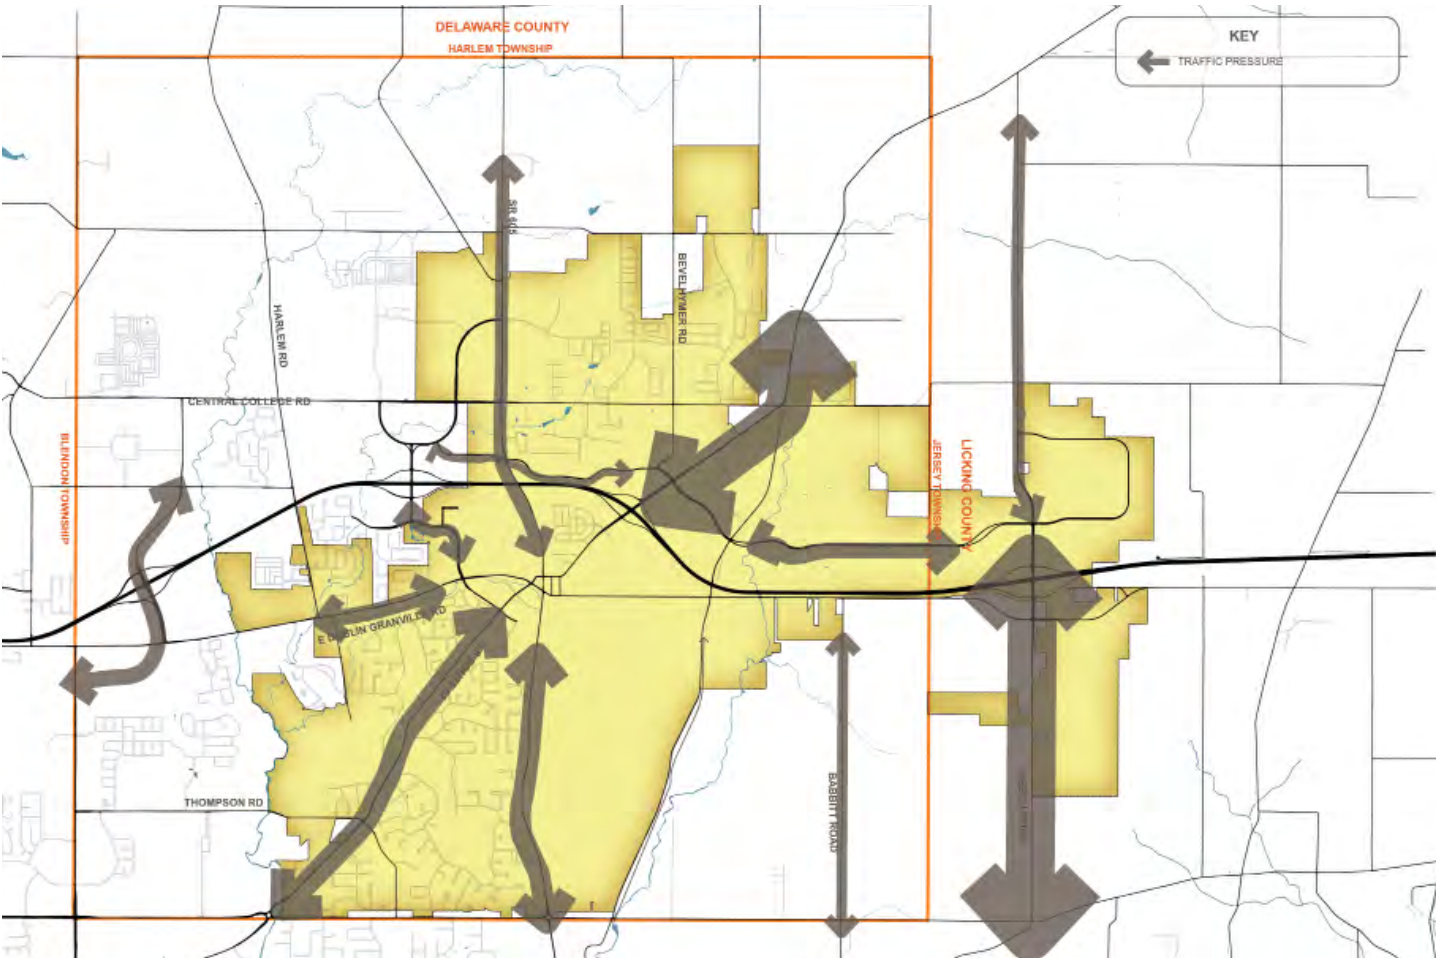 DELAWARE COUNTY
HARLEM TOWNSHIP
KEY
TRAFFIC PRESSURE
SR 605
BEVELHYMER RD
HARLEM RD
CENTRAL COLLEGE RD
BLENDON TOWNSHIP
JERSEY TOWNSHIP
LICKING COUNTY
E DUBLIN GRANVILLE RD
THOMPSON RD
BABBITT ROAD